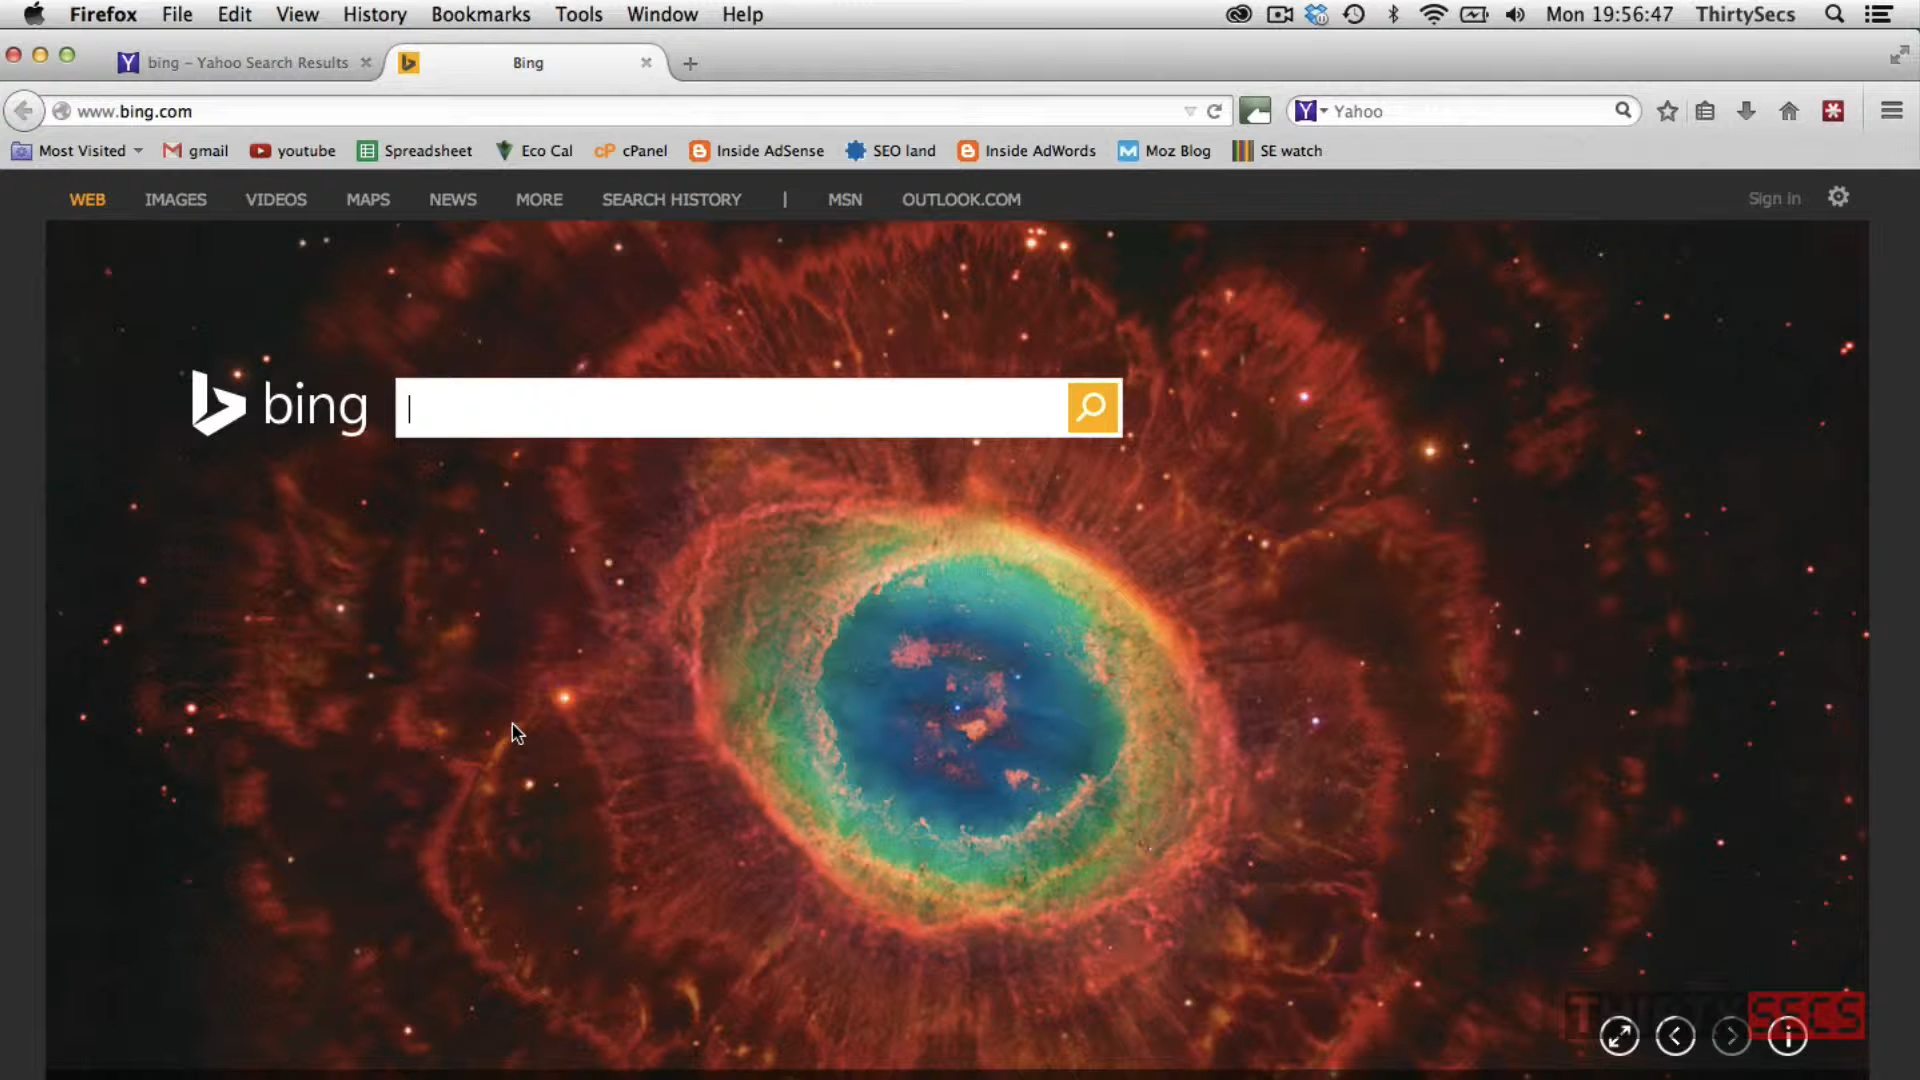 Firefox File Edit View History Bookmarks Tools Window Help Mon 19:56:47 ThirtySecs
bing – Yahoo Search Results Bing
www.bing.com Yahoo
Most Visited gmail youtube Spreadsheet Eco Cal cPanel Inside AdSense SEO land Inside AdWords Moz Blog SE watch
WEB IMAGES VIDEOS MAPS NEWS MORE SEARCH HISTORY | MSN OUTLOOK.COM Sign in
bing
THIRTYSECS